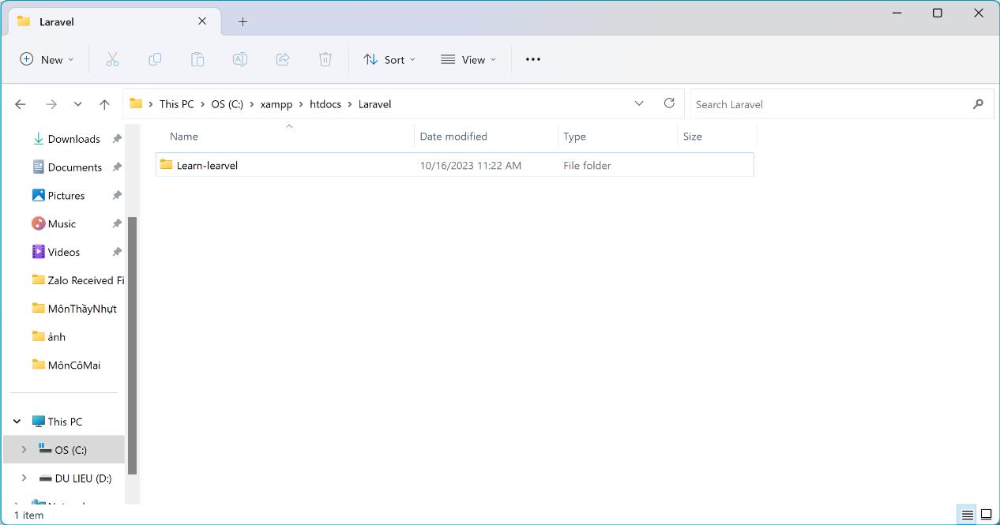 Laravel
New
Sort
View
This PC > OS (C:) > xampp > htdocs > Laravel
Search Laravel
Name Date modified Type Size
Learn-learvel 10/16/2023 11:22 AM File folder
Downloads
Documents
Pictures
Music
Videos
Zalo Received Fi
MônThầyNhựt
ảnh
MônCôMai
This PC
OS (C:)
DU LIEU (D:)
1 item